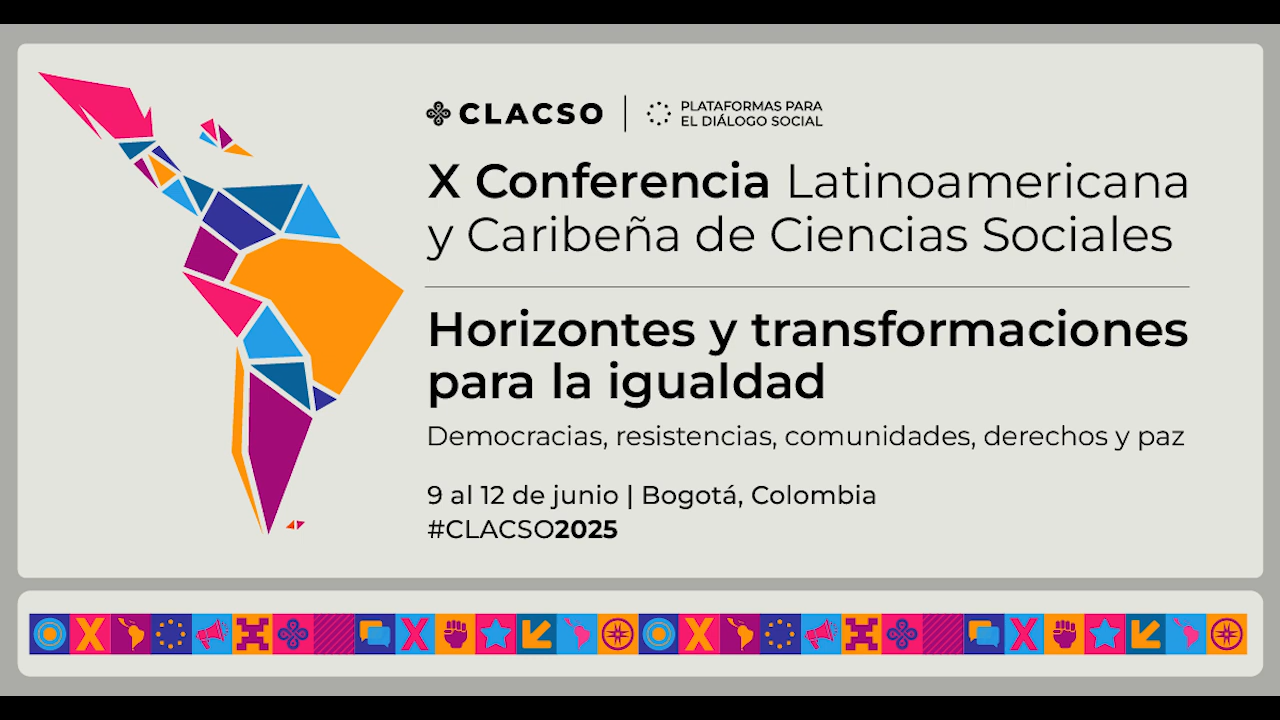 CLACSO
PLATAFORMAS PARA
EL DIÁLOGO SOCIAL
X Conferencia Latinoamericana
y Caribeña de Ciencias Sociales
Horizontes y transformaciones
para la igualdad
Democracias, resistencias, comunidades, derechos y paz
9 al 12 de junio | Bogotá, Colombia
#CLACSO2025